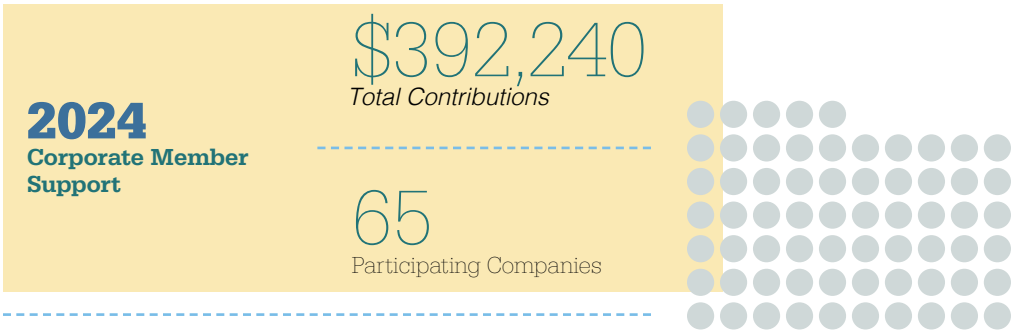 2024
Corporate Member
Support
$392,240
Total Contributions
65
Participating Companies